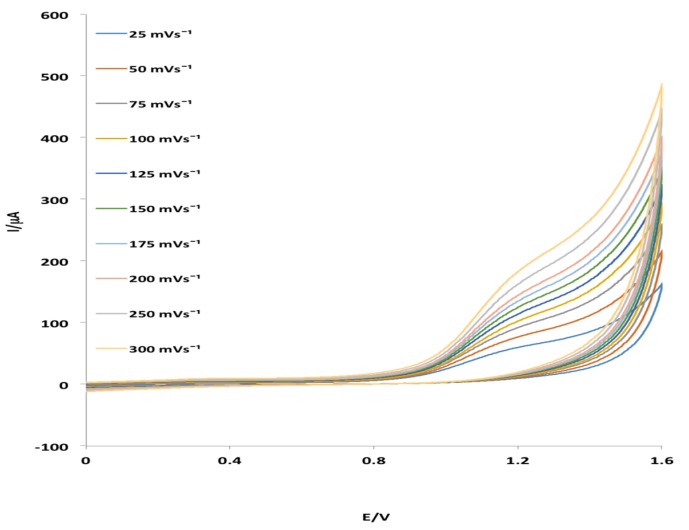 600
500
400
300
200
100
0
-100
I/µA
25 mVs⁻¹
50 mVs⁻¹
75 mVs⁻¹
100 mVs⁻¹
125 mVs⁻¹
150 mVs⁻¹
175 mVs⁻¹
200 mVs⁻¹
250 mVs⁻¹
300 mVs⁻¹
0 0.4 0.8 1.2 1.6
E/V